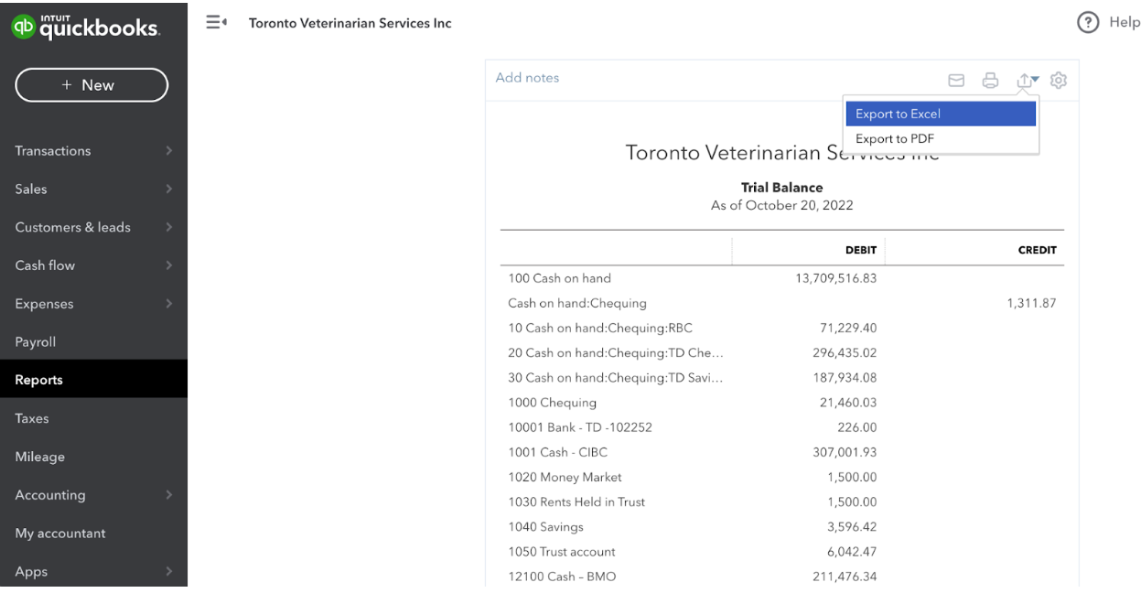 INTUIT
quickbooks.
Toronto Veterinarian Services Inc
Help
+ New
Transactions
Sales
Customers & leads
Cash flow
Expenses
Payroll
Reports
Taxes
Mileage
Accounting
My accountant
Apps
Add notes
Export to Excel
Export to PDF
Toronto Veterinarian Services Inc
Trial Balance
As of October 20, 2022
DEBIT CREDIT
100 Cash on hand 13,709,516.83
Cash on hand:Chequing 1,311.87
10 Cash on hand:Chequing:RBC 71,229.40
20 Cash on hand:Chequing:TD Che... 296,435.02
30 Cash on hand:Chequing:TD Savi... 187,934.08
1000 Chequing 21,460.03
10001 Bank - TD -102252 226.00
1001 Cash - CIBC 307,001.93
1020 Money Market 1,500.00
1030 Rents Held in Trust 1,500.00
1040 Savings 3,596.42
1050 Trust account 6,042.47
12100 Cash – BMO 211,476.34